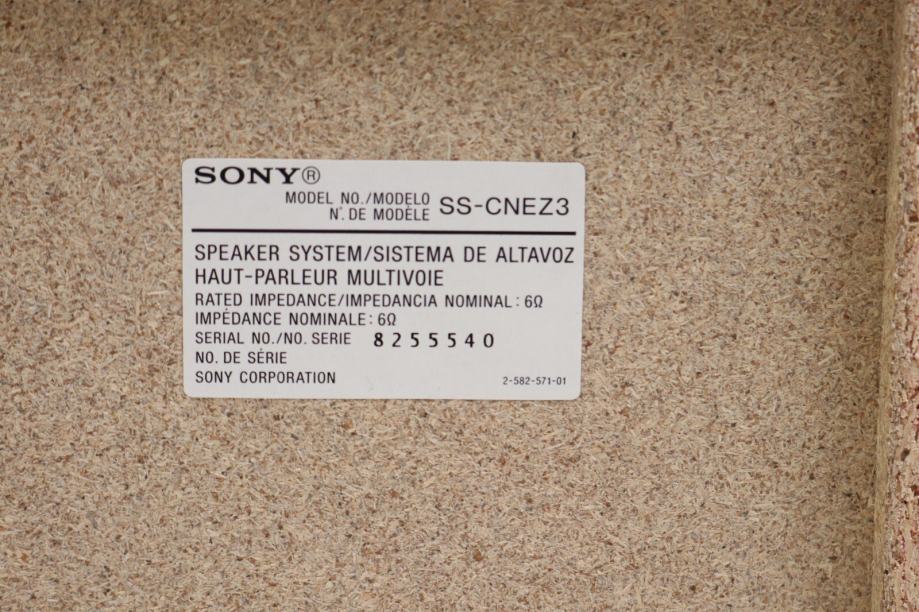 SONY®
MODEL NO./MODELO
N°. DE MODÈLE SS-CNEZ3
SPEAKER SYSTEM/SISTEMA DE ALTAVOZ
HAUT-PARLEUR MULTIVOIE
RATED IMPEDANCE/IMPEDANCIA NOMINAL: 6Ω
IMPÉDANCE NOMINALE: 6Ω
SERIAL NO./NO. SERIE 8255540
NO. DE SÉRIE
SONY CORPORATION 2-582-571-01